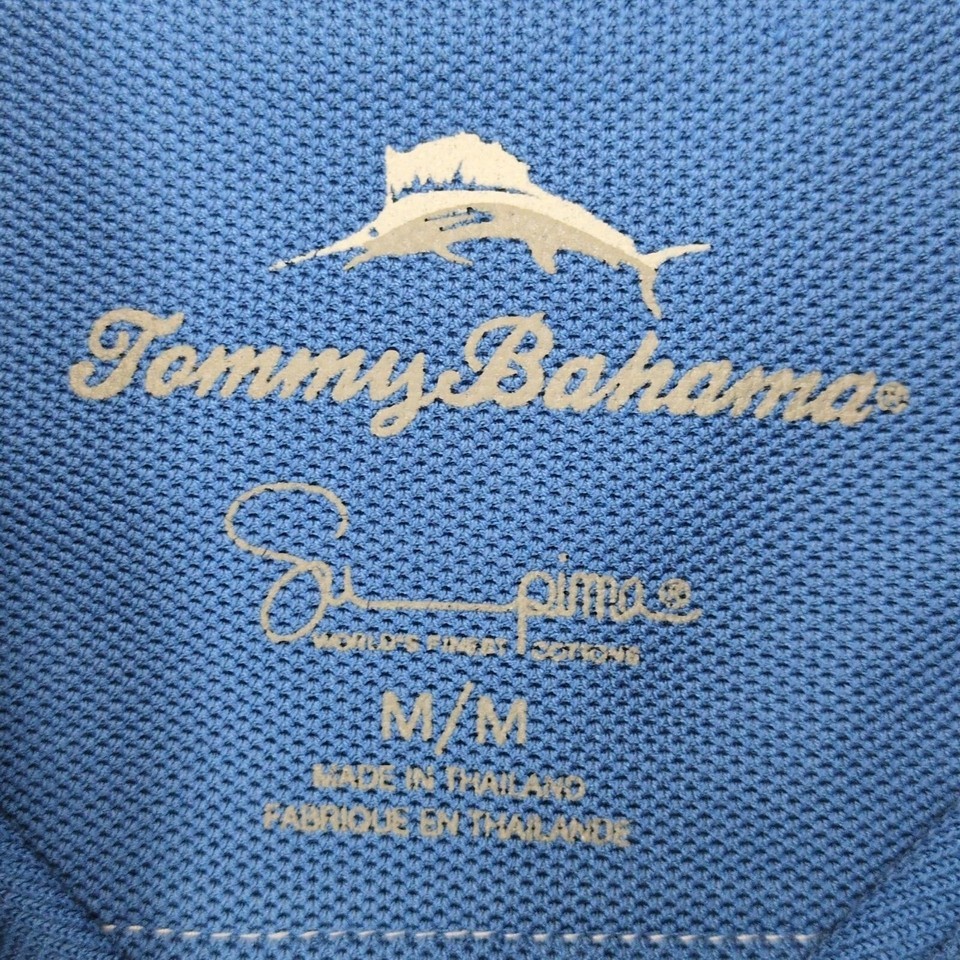 Tommy Bahama®
Supima®
WORLD'S FINEST COTTONS
M/M
MADE IN THAILAND
FABRIQUE EN THAILANDE